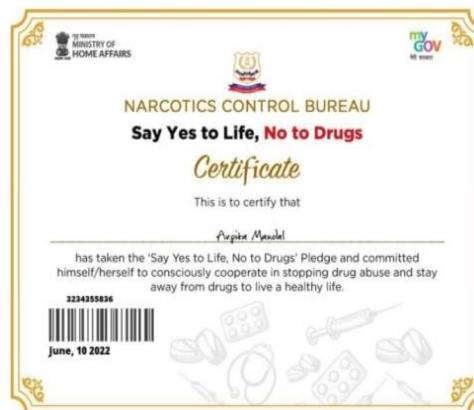 गृह मंत्रालय
MINISTRY OF
HOME AFFAIRS
my
GOV
मेरी सरकार
NARCOTICS CONTROL BUREAU
Say Yes to Life, No to Drugs
Certificate
This is to certify that
Arpita Mandal
has taken the 'Say Yes to Life, No to Drugs' Pledge and committed
himself/herself to consciously cooperate in stopping drug abuse and stay
away from drugs to live a healthy life.
3234355836
June, 10 2022